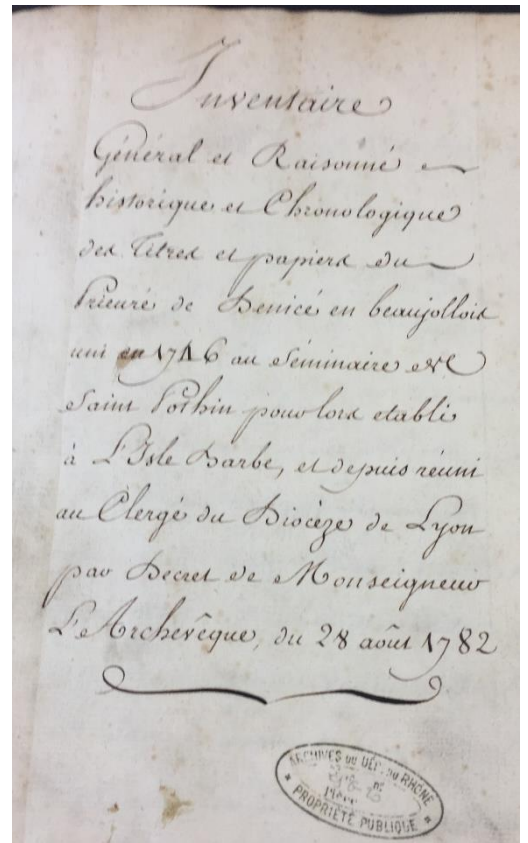 Inventaire
Général et Raisonné
historique et Chronologique
des Titres et papiers du
Prieuré de Denicé en beaujollois
uni en 1746 au Séminaire de
Saint Pothin pour lors etabli
à L'Isle Barbe, et depuis réuni
au Clergé du Diocèze de Lyon
par Decret de Monseigneur
L'Archevêque, du 28 août 1782
ARCHIVES DU DÉP. DU RHÔNE
PROPRIÉTÉ PUBLIQUE